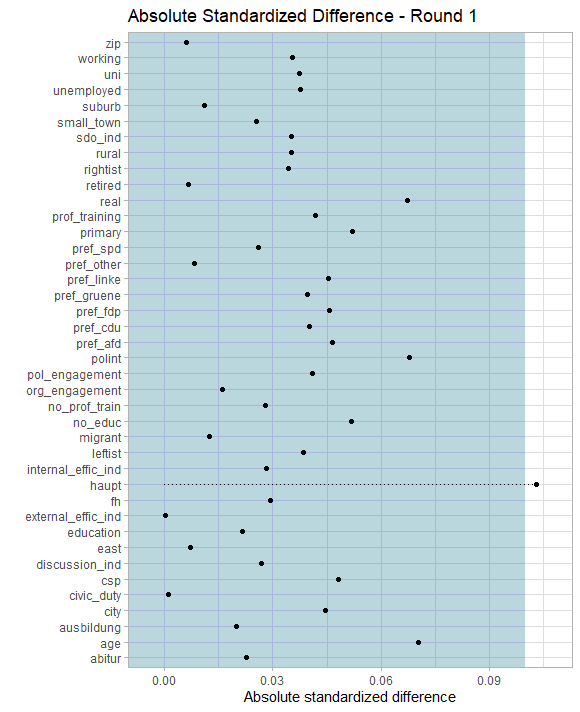 Absolute Standardized Difference - Round 1
zip
working
uni
unemployed
suburb
small_town
sdo_ind
rural
rightist
retired
real
prof_training
primary
pref_spd
pref_other
pref_linke
pref_gruene
pref_fdp
pref_cdu
pref_afd
polint
pol_engagement
org_engagement
no_prof_train
no_educ
migrant
leftist
internal_effic_ind
haupt
fh
external_effic_ind
education
east
discussion_ind
csp
civic_duty
city
ausbildung
age
abitur
0.00 0.03 0.06 0.09
Absolute standardized difference